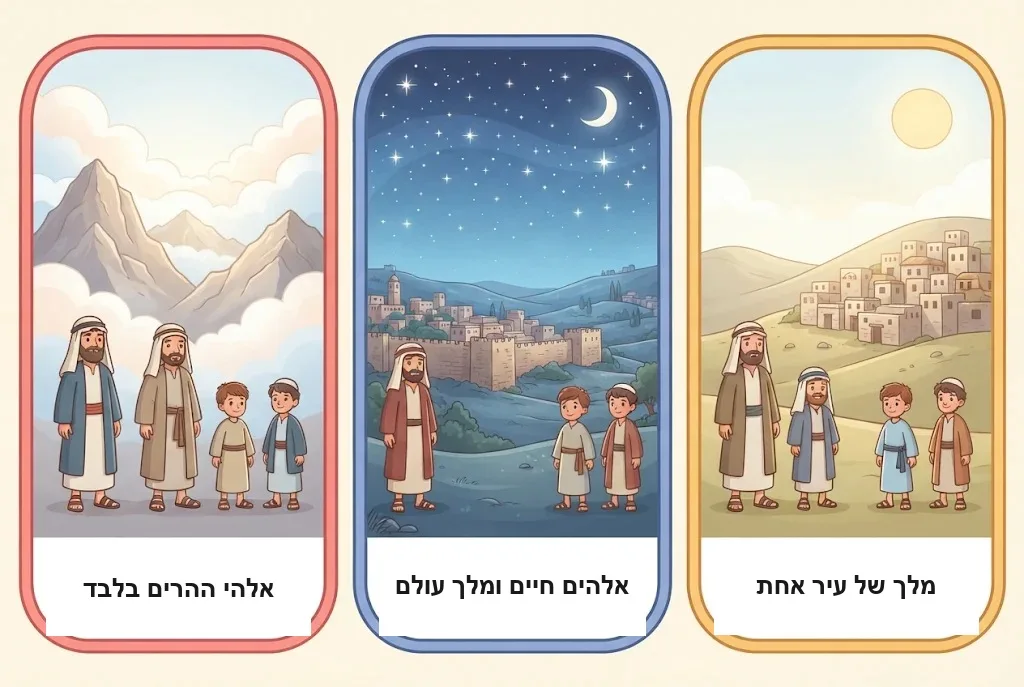 מלך של עיר אחת
אלהים חיים ומלך עולם
אלהי ההרים בלבד